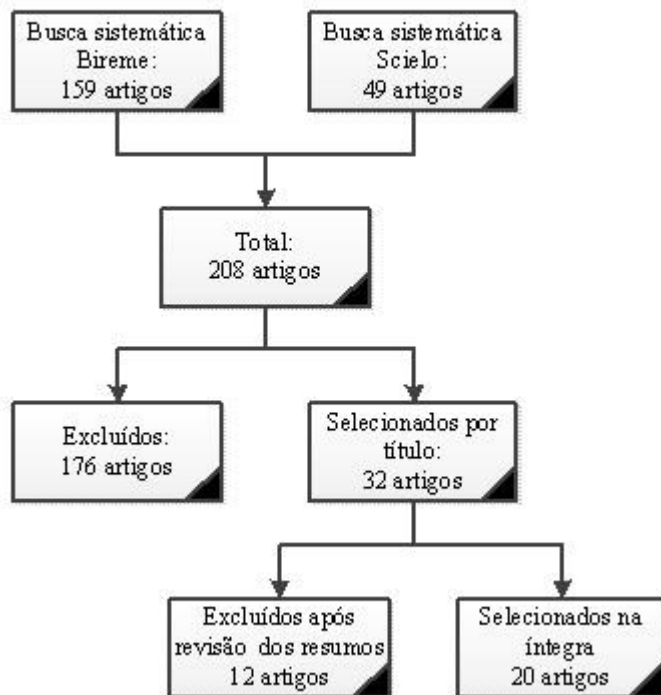 Busca sistemática
Bireme:
159 artigos
Busca sistemática
Scielo:
49 artigos
Total:
208 artigos
Excluídos:
176 artigos
Selecionados por
título:
32 artigos
Excluídos após
revisão dos resumos
12 artigos
Selecionados na
íntegra
20 artigos